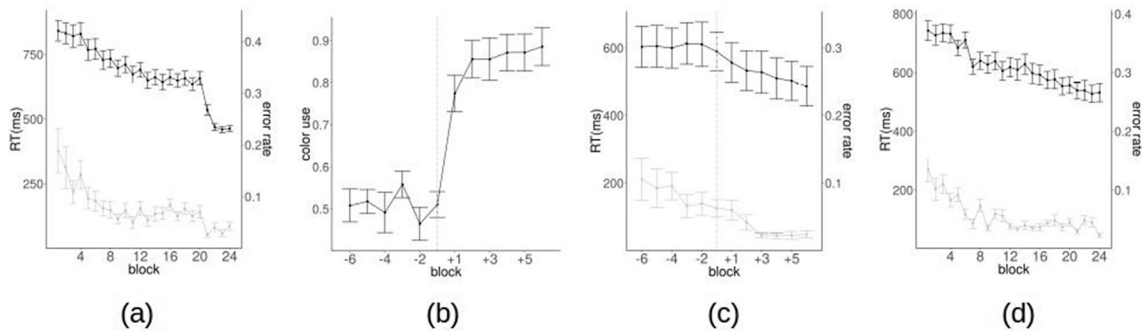 750
500
250
RT(ms)
0.4
0.3
0.2
0.1
error rate
4 8 12 16 20 24
block
(a)
0.9
0.8
0.7
0.6
0.5
color use
-6 -4 -2 +1 +3 +5
block
(b)
600
400
200
RT(ms)
0.3
0.2
0.1
error rate
-6 -4 -2 +1 +3 +5
block
(c)
800
600
400
200
RT(ms)
0.4
0.3
0.2
0.1
error rate
4 8 12 16 20 24
block
(d)